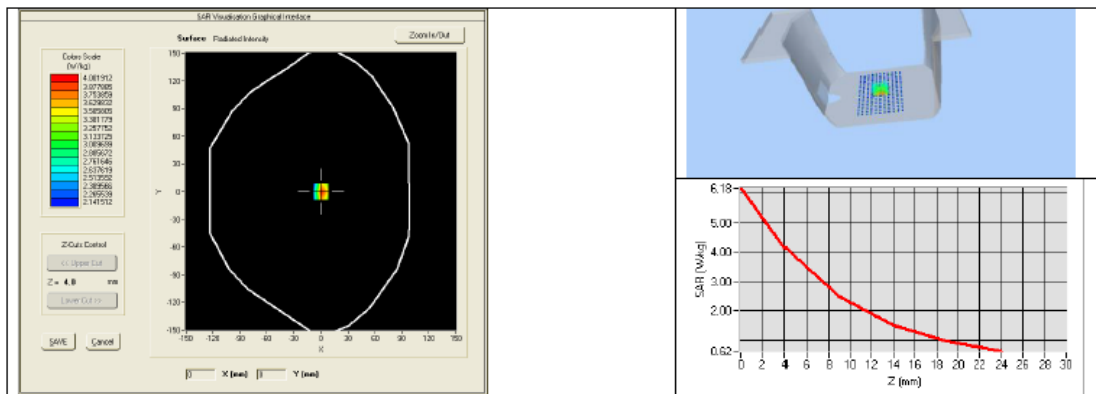 SAR Visualisation Graphical Interface
Surface Radiated Intensity
Zoom In/Out
Colors Scale
(W/kg)
4.001912
3.877885
3.753859
3.629832
3.505805
3.381779
3.257752
3.133725
3.009699
2.885672
2.761646
2.637619
2.513592
2.389566
2.265539
2.141512
150
120
90
60
30
0
-30
-60
-90
-120
-150
Y
-150 -120 -90 -60 -30 0 30 60 90 120 150
X
Z-Cuts Control
<< Upper Cut
Z = 4.0 mm
Lower Cut >>
SAVE Cancel
0 X (mm) 0 Y (mm)
6.18
5.00
4.00
3.00
2.00
0.62
SAR (W/kg)
0 2 4 6 8 10 12 14 16 18 20 22 24 26 28 30
Z (mm)